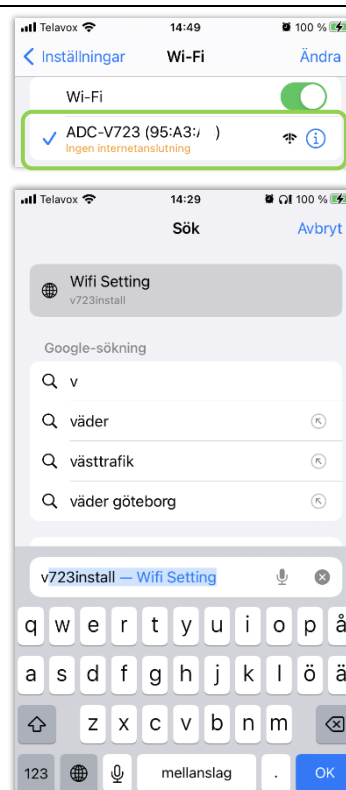 Telavox 14:49 100 %
Inställningar Wi-Fi Ändra
Wi-Fi
ADC-V723 (95:A3:/ )
Ingen internetanslutning
Telavox 14:29 100 %
Sök Avbryt
Wifi Setting
v723install
Google-sökning
v
väder
västtrafik
väder göteborg
v723install — Wifi Setting
q w e r t y u i o p å
a s d f g h j k l ö ä
z x c v b n m
123 mellanslag . OK